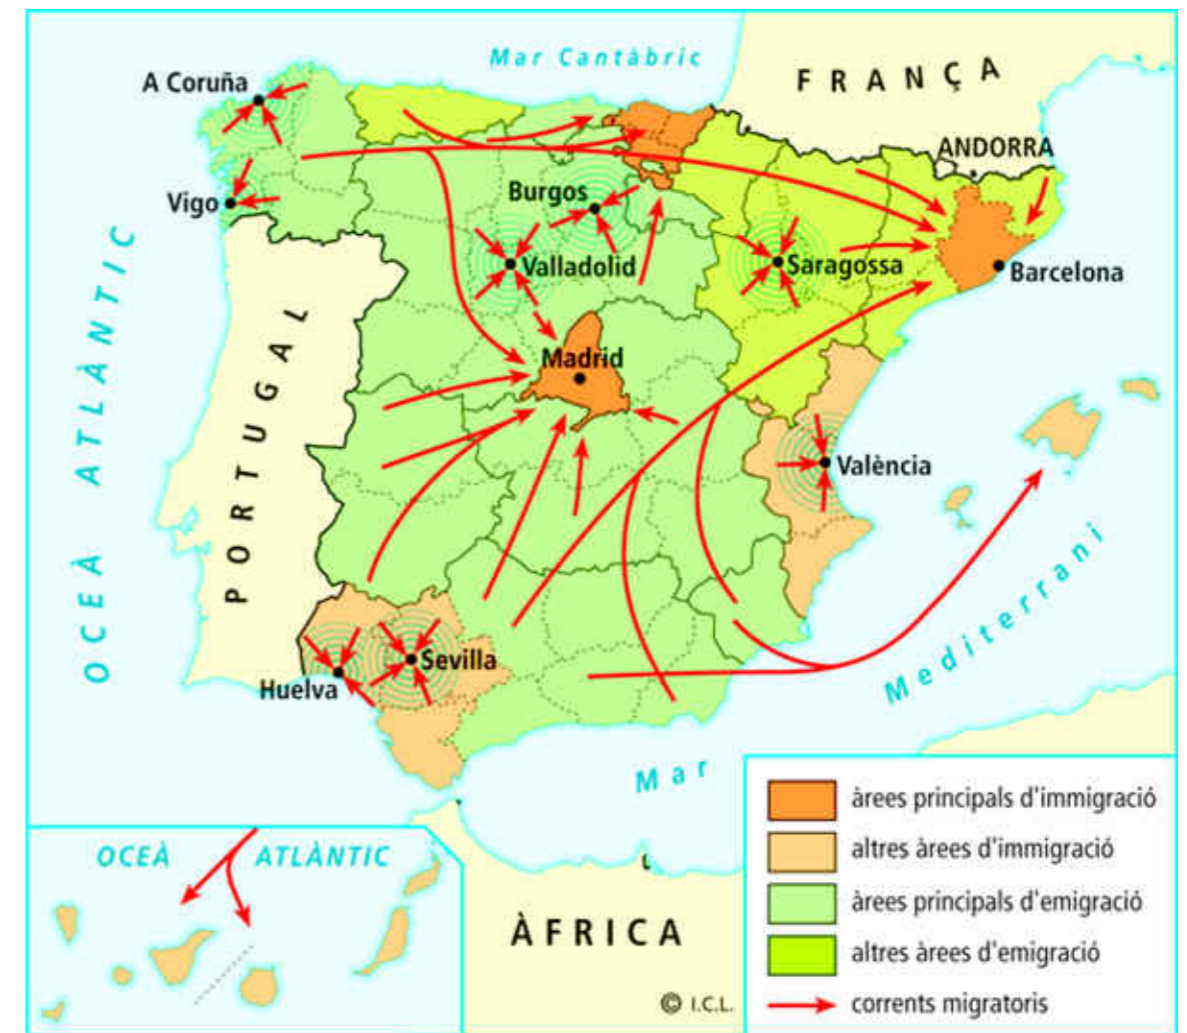 Mar Cantàbric
FRANÇA
A Coruña
ANDORRA
Vigo
Burgos
Valladolid
Saragossa
Barcelona
OCEÀ ATLÀNTIC
PORTUGAL
Madrid
València
Sevilla
Huelva
Mar Mediterrani
àrees principals d'immigració
altres àrees d'immigració
àrees principals d'emigració
altres àrees d'emigració
corrents migratoris
OCEÀ ATLÀNTIC
ÀFRICA
© I.C.L.